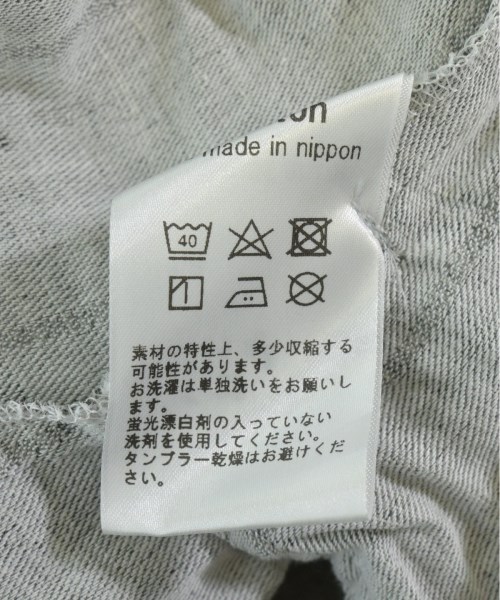 made in nippon
40
素材の特性上、多少収縮する
可能性があります。
お洗濯は単独洗いをお願いし
ます。
蛍光漂白剤の入っていない
洗剤を使用してください。
タンブラー乾燥はお避けくだ
さい。